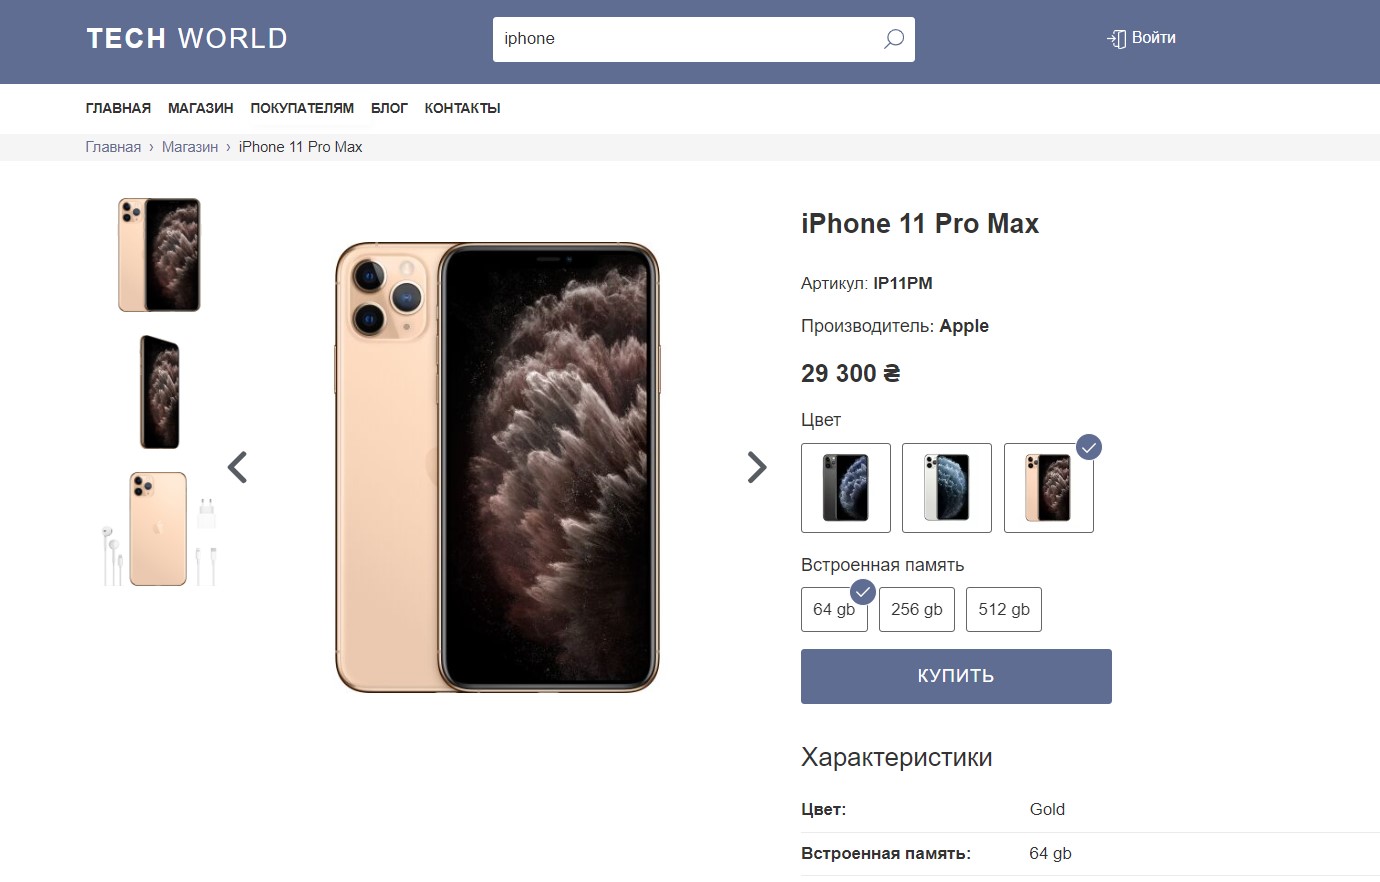 TECH WORLD
iphone
Войти
ГЛАВНАЯ МАГАЗИН ПОКУПАТЕЛЯМ БЛОГ КОНТАКТЫ
Главная › Магазин › iPhone 11 Pro Max
iPhone 11 Pro Max
Артикул: IP11PM
Производитель: Apple
29 300 ₴
Цвет
Встроенная память
64 gb 256 gb 512 gb
КУПИТЬ
Характеристики
Цвет: Gold
Встроенная память: 64 gb